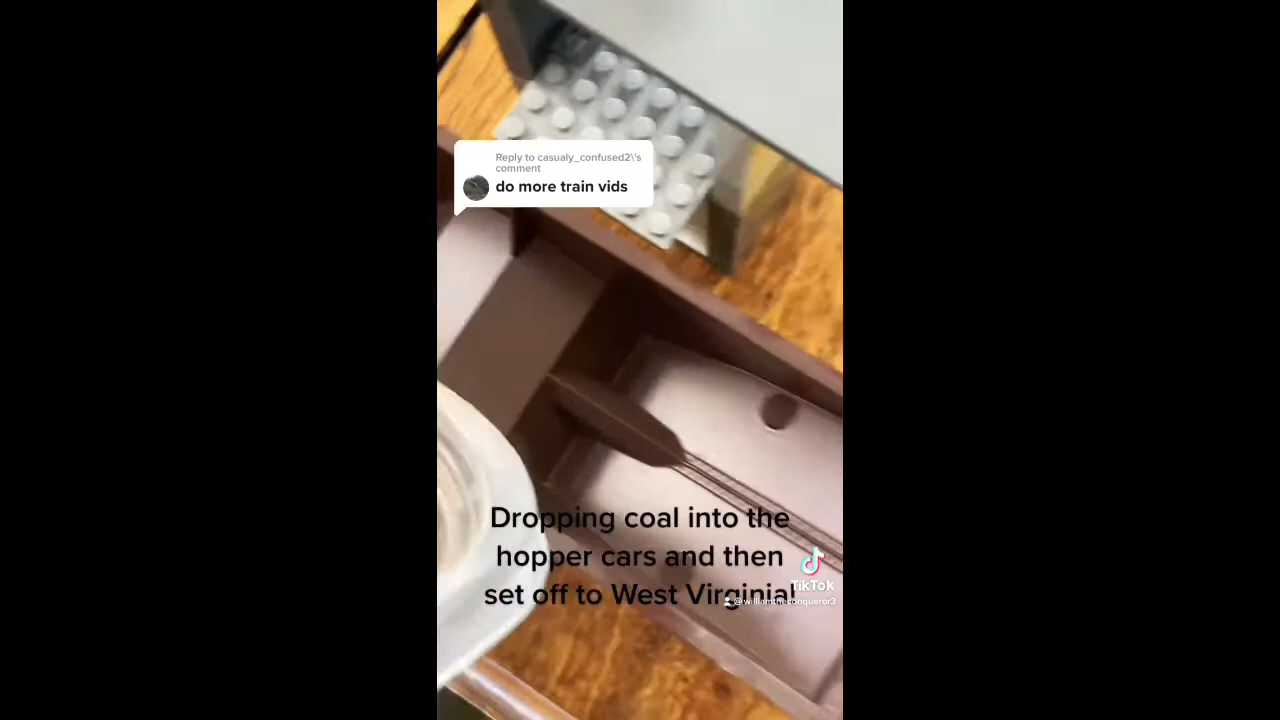 Reply to casualy_confused2\'s
comment
do more train vids
Dropping coal into the
hopper cars and then
set off to West Virginia!
TikTok
@williamtheconqueror3